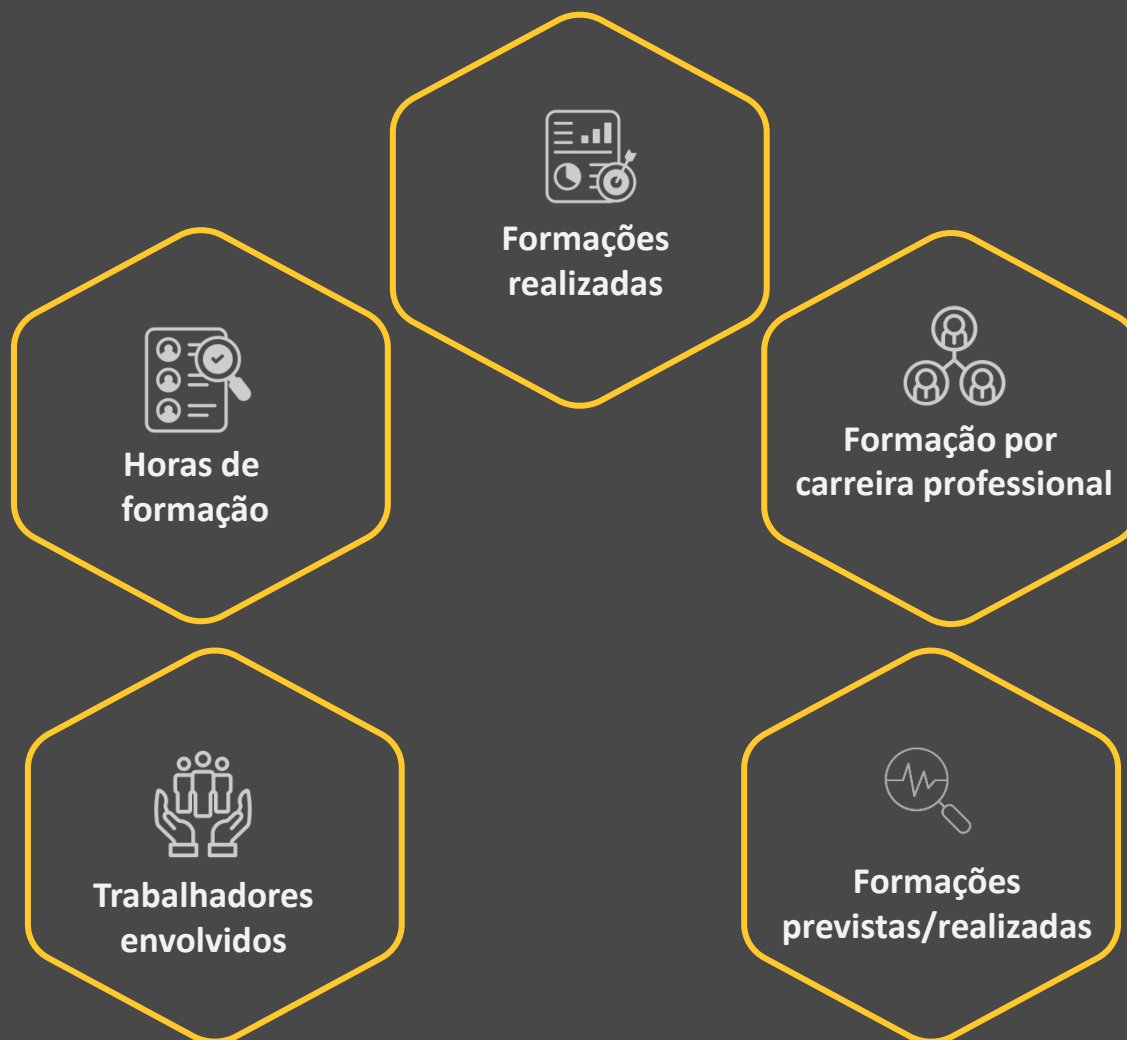 Formações
realizadas
Horas de
formação
Formação por
carreira professional
Trabalhadores
envolvidos
Formações
previstas/realizadas